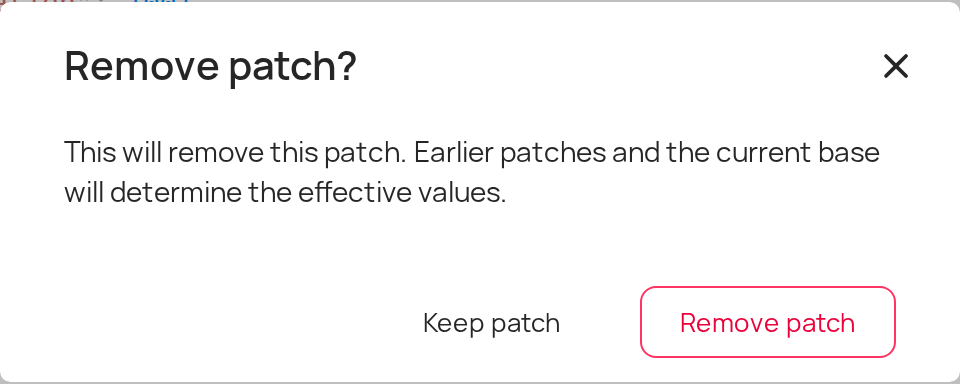 Remove patch?
This will remove this patch. Earlier patches and the current base
will determine the effective values.
Keep patch
Remove patch